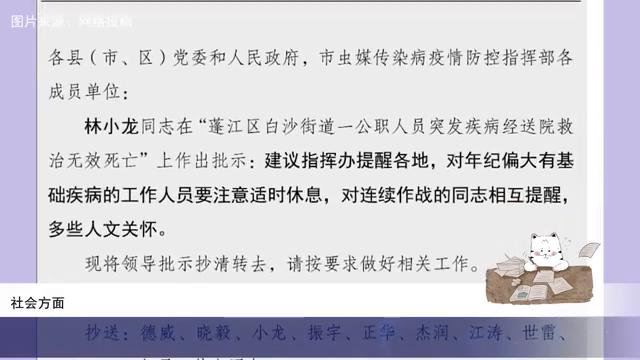 图片来源：网络投稿
各县（市、区）党委和人民政府，市虫媒传染病疫情防控指挥部各
成员单位：
林小龙同志在“蓬江区白沙街道一公职人员突发疾病经送院救
治无效死亡”上作出批示：建议指挥办提醒各地，对年纪偏大有基
础疾病的工作人员要注意适时休息，对连续作战的同志相互提醒，
多些人文关怀。
现将领导批示抄清转去，请按要求做好相关工作。
社会方面
抄送：德威、晓毅、小龙、振宇、正华、杰润、江涛、世雷、